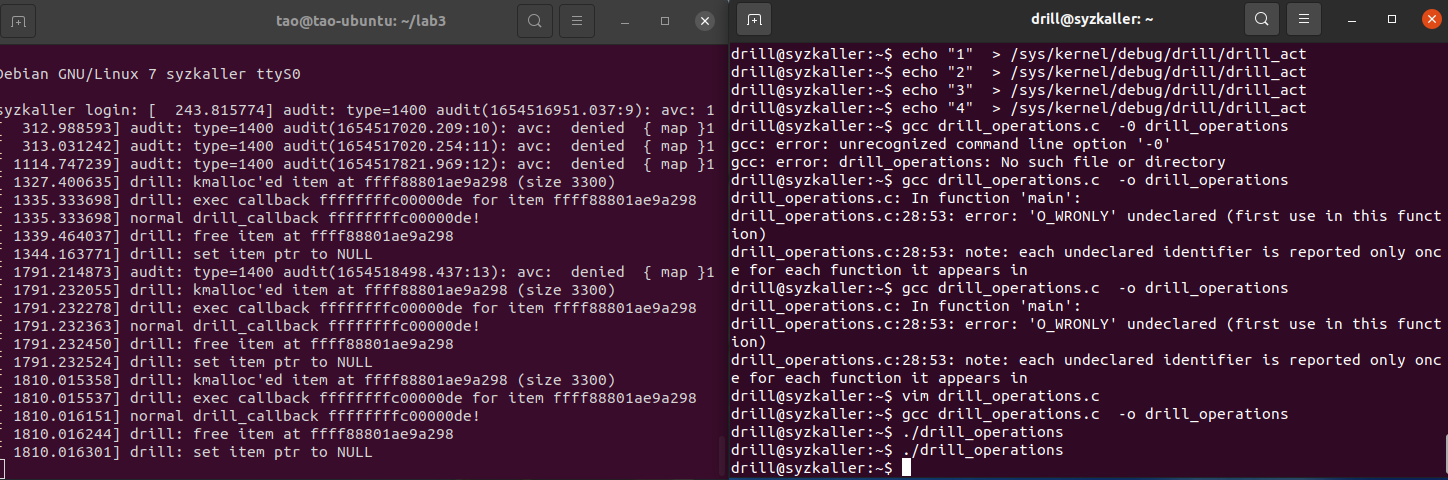 tao@tao-ubuntu: ~/lab3
Debian GNU/Linux 7 syzkaller ttyS0
syzkaller login: [  243.815774] audit: type=1400 audit(1654516951.037:9): avc: 1
[  312.988593] audit: type=1400 audit(1654517020.209:10): avc:  denied  { map }1
[  313.031242] audit: type=1400 audit(1654517020.254:11): avc:  denied  { map }1
[ 1114.747239] audit: type=1400 audit(1654517821.969:12): avc:  denied  { map }1
[ 1327.400635] drill: kmalloc'ed item at ffff88801ae9a298 (size 3300)
[ 1335.333698] drill: exec callback ffffffffc00000de for item ffff88801ae9a298
[ 1335.333698] normal drill_callback ffffffffc00000de!
[ 1339.464037] drill: free item at ffff88801ae9a298
[ 1344.163771] drill: set item ptr to NULL
[ 1791.214873] audit: type=1400 audit(1654518498.437:13): avc:  denied  { map }1
[ 1791.232055] drill: kmalloc'ed item at ffff88801ae9a298 (size 3300)
[ 1791.232278] drill: exec callback ffffffffc00000de for item ffff88801ae9a298
[ 1791.232363] normal drill_callback ffffffffc00000de!
[ 1791.232450] drill: free item at ffff88801ae9a298
[ 1791.232524] drill: set item ptr to NULL
[ 1810.015358] drill: kmalloc'ed item at ffff88801ae9a298 (size 3300)
[ 1810.015537] drill: exec callback ffffffffc00000de for item ffff88801ae9a298
[ 1810.016151] normal drill_callback ffffffffc00000de!
[ 1810.016244] drill: free item at ffff88801ae9a298
[ 1810.016301] drill: set item ptr to NULL
drill@syzkaller: ~
drill@syzkaller:~$ echo "1"  > /sys/kernel/debug/drill/drill_act
drill@syzkaller:~$ echo "2"  > /sys/kernel/debug/drill/drill_act
drill@syzkaller:~$ echo "3"  > /sys/kernel/debug/drill/drill_act
drill@syzkaller:~$ echo "4"  > /sys/kernel/debug/drill/drill_act
drill@syzkaller:~$ gcc drill_operations.c  -0 drill_operations
gcc: error: unrecognized command line option '-0'
gcc: error: drill_operations: No such file or directory
drill@syzkaller:~$ gcc drill_operations.c  -o drill_operations
drill_operations.c: In function 'main':
drill_operations.c:28:53: error: 'O_WRONLY' undeclared (first use in this funct
ion)
drill_operations.c:28:53: note: each undeclared identifier is reported only onc
e for each function it appears in
drill@syzkaller:~$ gcc drill_operations.c  -o drill_operations
drill_operations.c: In function 'main':
drill_operations.c:28:53: error: 'O_WRONLY' undeclared (first use in this funct
ion)
drill_operations.c:28:53: note: each undeclared identifier is reported only onc
e for each function it appears in
drill@syzkaller:~$ vim drill_operations.c
drill@syzkaller:~$ gcc drill_operations.c  -o drill_operations
drill@syzkaller:~$ ./drill_operations
drill@syzkaller:~$ ./drill_operations
drill@syzkaller:~$